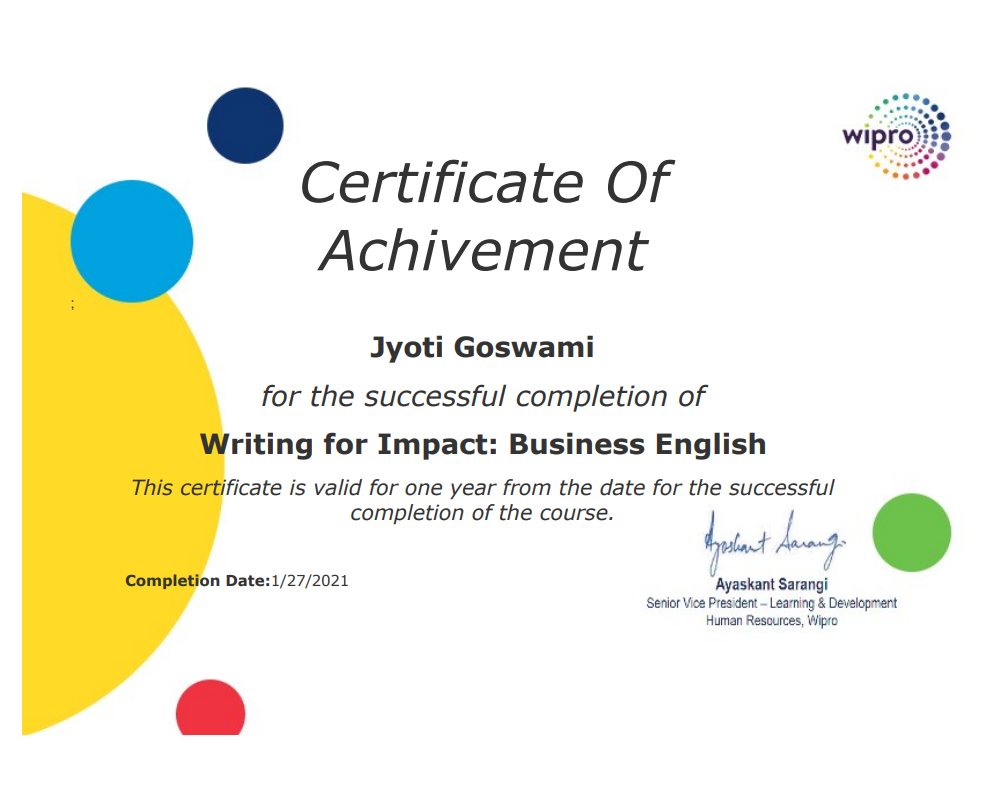 wipro
Certificate Of
Achivement
;
Jyoti Goswami
for the successful completion of
Writing for Impact: Business English
This certificate is valid for one year from the date for the successful
completion of the course.
Ayaskant Sarangi
Completion Date:1/27/2021
Ayaskant Sarangi
Senior Vice President – Learning & Development
Human Resources, Wipro